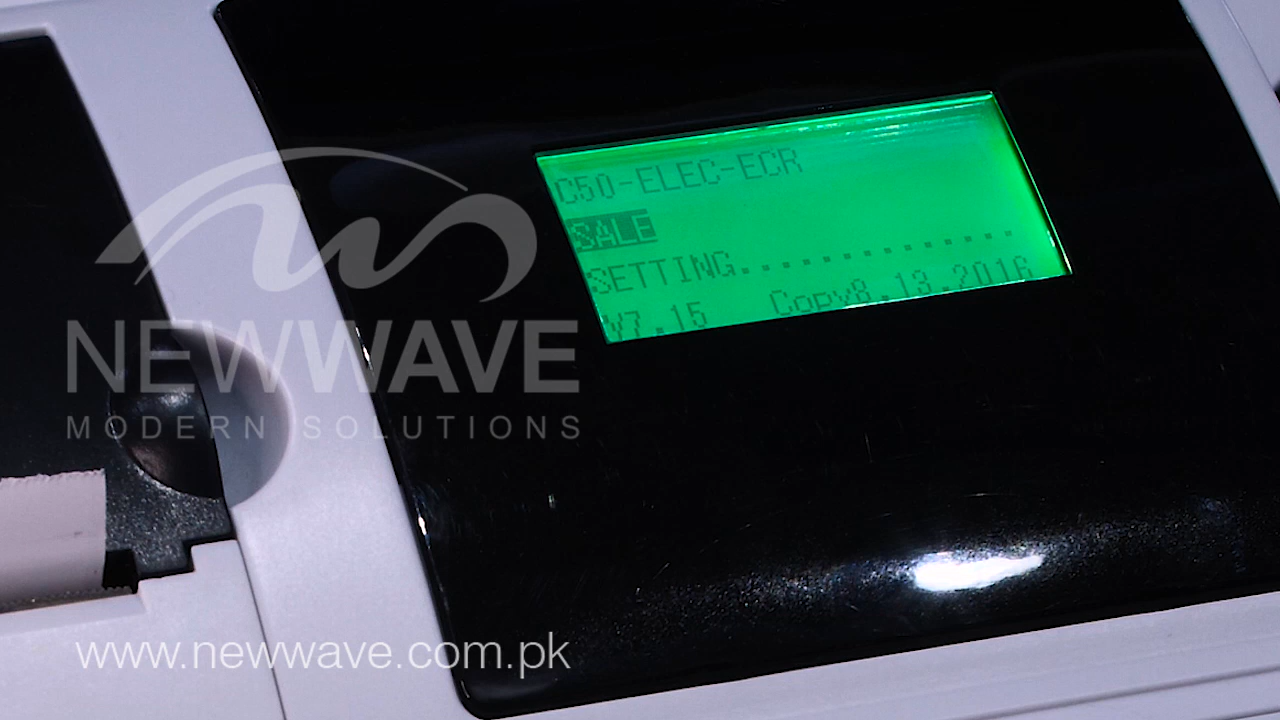 C50-ELEC-ECR
SALE
SETTING...............
V7.15 Copy8.13.2016
NEWWAVE
MODERN SOLUTIONS
www.newwave.com.pk